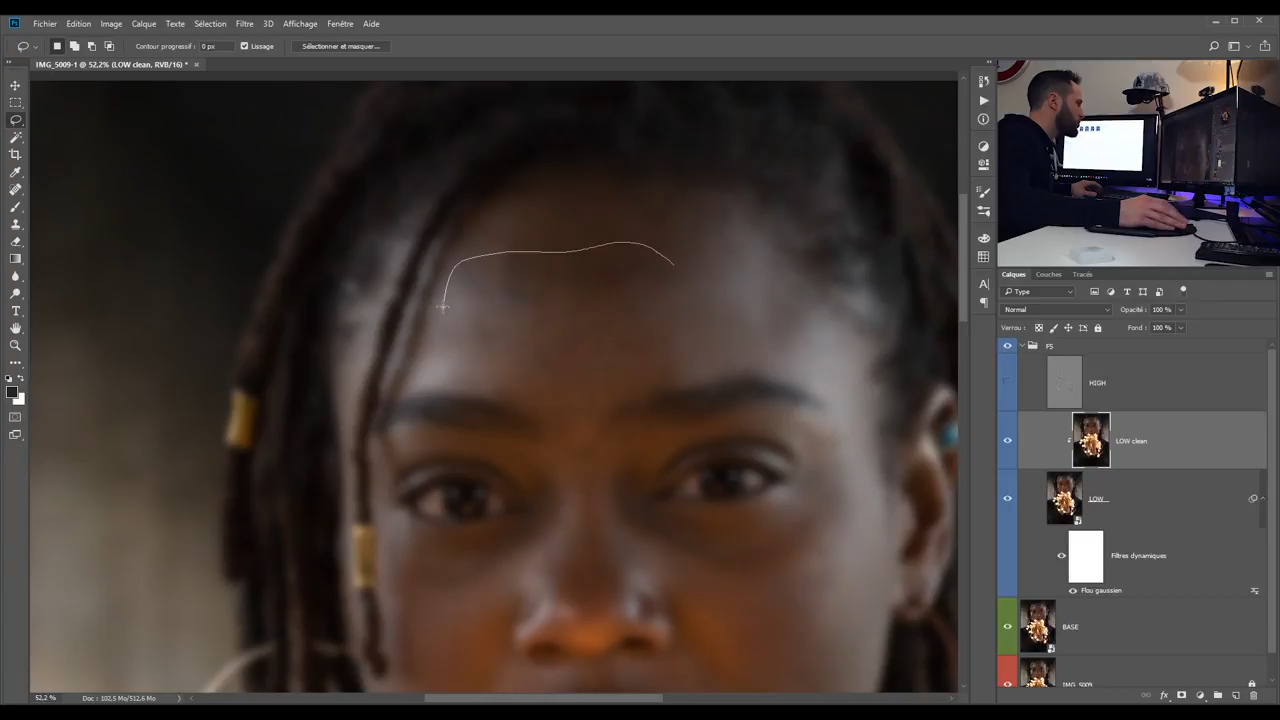 Ps Fichier Edition Image Calque Texte Sélection Filtre 3D Affichage Fenêtre Aide
Contour progressif : 0 px Lissage Sélectionner et masquer...
IMG_5009-1 @ 52,2% (LOW clean, RVB/16) * ×
Calques Couches Tracés
Type
Normal Opacité : 100 %
Verrou : Fond : 100 %
FS
HIGH
LOW clean
LOW
Filtres dynamiques
Flou gaussien
BASE
IMG_5009
52,2 % Doc : 102,5 Mo/512,6 Mo